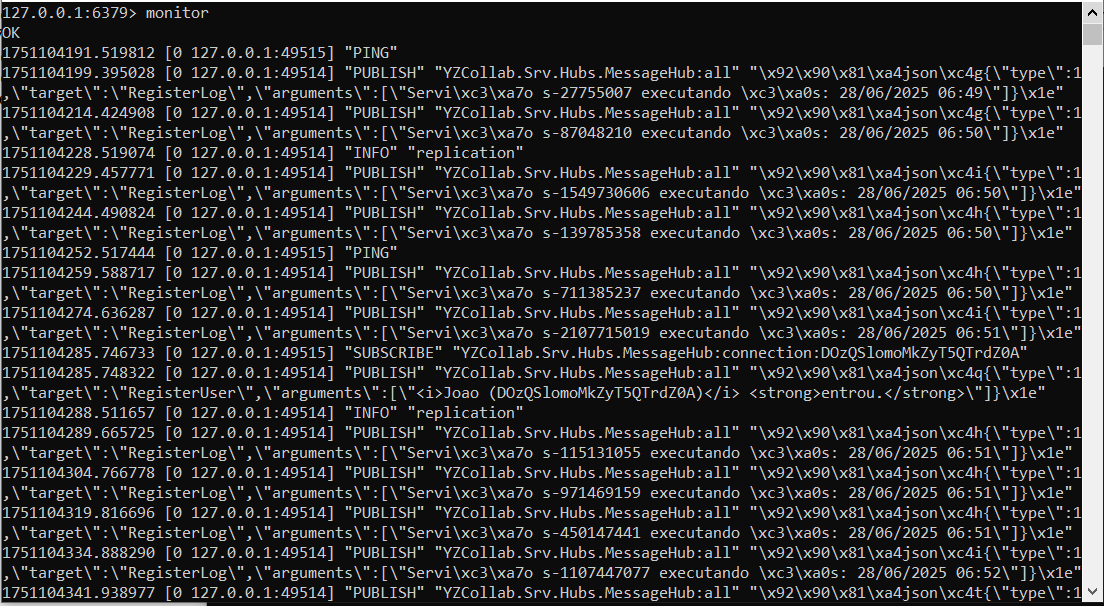 127.0.0.1:6379> monitor
OK
1751104191.519812 [0 127.0.0.1:49515] "PING"
1751104199.395028 [0 127.0.0.1:49514] "PUBLISH" "YZCollab.Srv.Hubs.MessageHub:all" "\x92\x90\x81\xa4json\xc4g{\"type\":1
,\"target\":\"RegisterLog\",\"arguments\":[\"Servi\xc3\xa7o s-27755007 executando \xc3\xa0s: 28/06/2025 06:49\"]}\x1e"
1751104214.424908 [0 127.0.0.1:49514] "PUBLISH" "YZCollab.Srv.Hubs.MessageHub:all" "\x92\x90\x81\xa4json\xc4g{\"type\":1
,\"target\":\"RegisterLog\",\"arguments\":[\"Servi\xc3\xa7o s-87048210 executando \xc3\xa0s: 28/06/2025 06:50\"]}\x1e"
1751104228.519074 [0 127.0.0.1:49514] "INFO" "replication"
1751104229.457771 [0 127.0.0.1:49514] "PUBLISH" "YZCollab.Srv.Hubs.MessageHub:all" "\x92\x90\x81\xa4json\xc4i{\"type\":1
,\"target\":\"RegisterLog\",\"arguments\":[\"Servi\xc3\xa7o s-1549730606 executando \xc3\xa0s: 28/06/2025 06:50\"]}\x1e"
1751104244.490824 [0 127.0.0.1:49514] "PUBLISH" "YZCollab.Srv.Hubs.MessageHub:all" "\x92\x90\x81\xa4json\xc4h{\"type\":1
,\"target\":\"RegisterLog\",\"arguments\":[\"Servi\xc3\xa7o s-139785358 executando \xc3\xa0s: 28/06/2025 06:50\"]}\x1e"
1751104252.517444 [0 127.0.0.1:49515] "PING"
1751104259.588717 [0 127.0.0.1:49514] "PUBLISH" "YZCollab.Srv.Hubs.MessageHub:all" "\x92\x90\x81\xa4json\xc4h{\"type\":1
,\"target\":\"RegisterLog\",\"arguments\":[\"Servi\xc3\xa7o s-711385237 executando \xc3\xa0s: 28/06/2025 06:50\"]}\x1e"
1751104274.636287 [0 127.0.0.1:49514] "PUBLISH" "YZCollab.Srv.Hubs.MessageHub:all" "\x92\x90\x81\xa4json\xc4i{\"type\":1
,\"target\":\"RegisterLog\",\"arguments\":[\"Servi\xc3\xa7o s-2107715019 executando \xc3\xa0s: 28/06/2025 06:51\"]}\x1e"
1751104285.746733 [0 127.0.0.1:49515] "SUBSCRIBE" "YZCollab.Srv.Hubs.MessageHub:connection:DOzQSlomoMkZyT5QTrdZ0A"
1751104285.748322 [0 127.0.0.1:49514] "PUBLISH" "YZCollab.Srv.Hubs.MessageHub:all" "\x92\x90\x81\xa4json\xc4q{\"type\":1
,\"target\":\"RegisterUser\",\"arguments\":[\"<i>Joao (DOzQSlomoMkZyT5QTrdZ0A)</i> <strong>entrou.</strong>\"]}\x1e"
1751104288.511657 [0 127.0.0.1:49514] "INFO" "replication"
1751104289.665725 [0 127.0.0.1:49514] "PUBLISH" "YZCollab.Srv.Hubs.MessageHub:all" "\x92\x90\x81\xa4json\xc4h{\"type\":1
,\"target\":\"RegisterLog\",\"arguments\":[\"Servi\xc3\xa7o s-115131055 executando \xc3\xa0s: 28/06/2025 06:51\"]}\x1e"
1751104304.766778 [0 127.0.0.1:49514] "PUBLISH" "YZCollab.Srv.Hubs.MessageHub:all" "\x92\x90\x81\xa4json\xc4h{\"type\":1
,\"target\":\"RegisterLog\",\"arguments\":[\"Servi\xc3\xa7o s-971469159 executando \xc3\xa0s: 28/06/2025 06:51\"]}\x1e"
1751104319.816696 [0 127.0.0.1:49514] "PUBLISH" "YZCollab.Srv.Hubs.MessageHub:all" "\x92\x90\x81\xa4json\xc4h{\"type\":1
,\"target\":\"RegisterLog\",\"arguments\":[\"Servi\xc3\xa7o s-450147441 executando \xc3\xa0s: 28/06/2025 06:51\"]}\x1e"
1751104334.888290 [0 127.0.0.1:49514] "PUBLISH" "YZCollab.Srv.Hubs.MessageHub:all" "\x92\x90\x81\xa4json\xc4i{\"type\":1
,\"target\":\"RegisterLog\",\"arguments\":[\"Servi\xc3\xa7o s-1107447077 executando \xc3\xa0s: 28/06/2025 06:52\"]}\x1e"
1751104341.938977 [0 127.0.0.1:49514] "PUBLISH" "YZCollab.Srv.Hubs.MessageHub:all" "\x92\x90\x81\xa4json\xc4t{\"type\":1